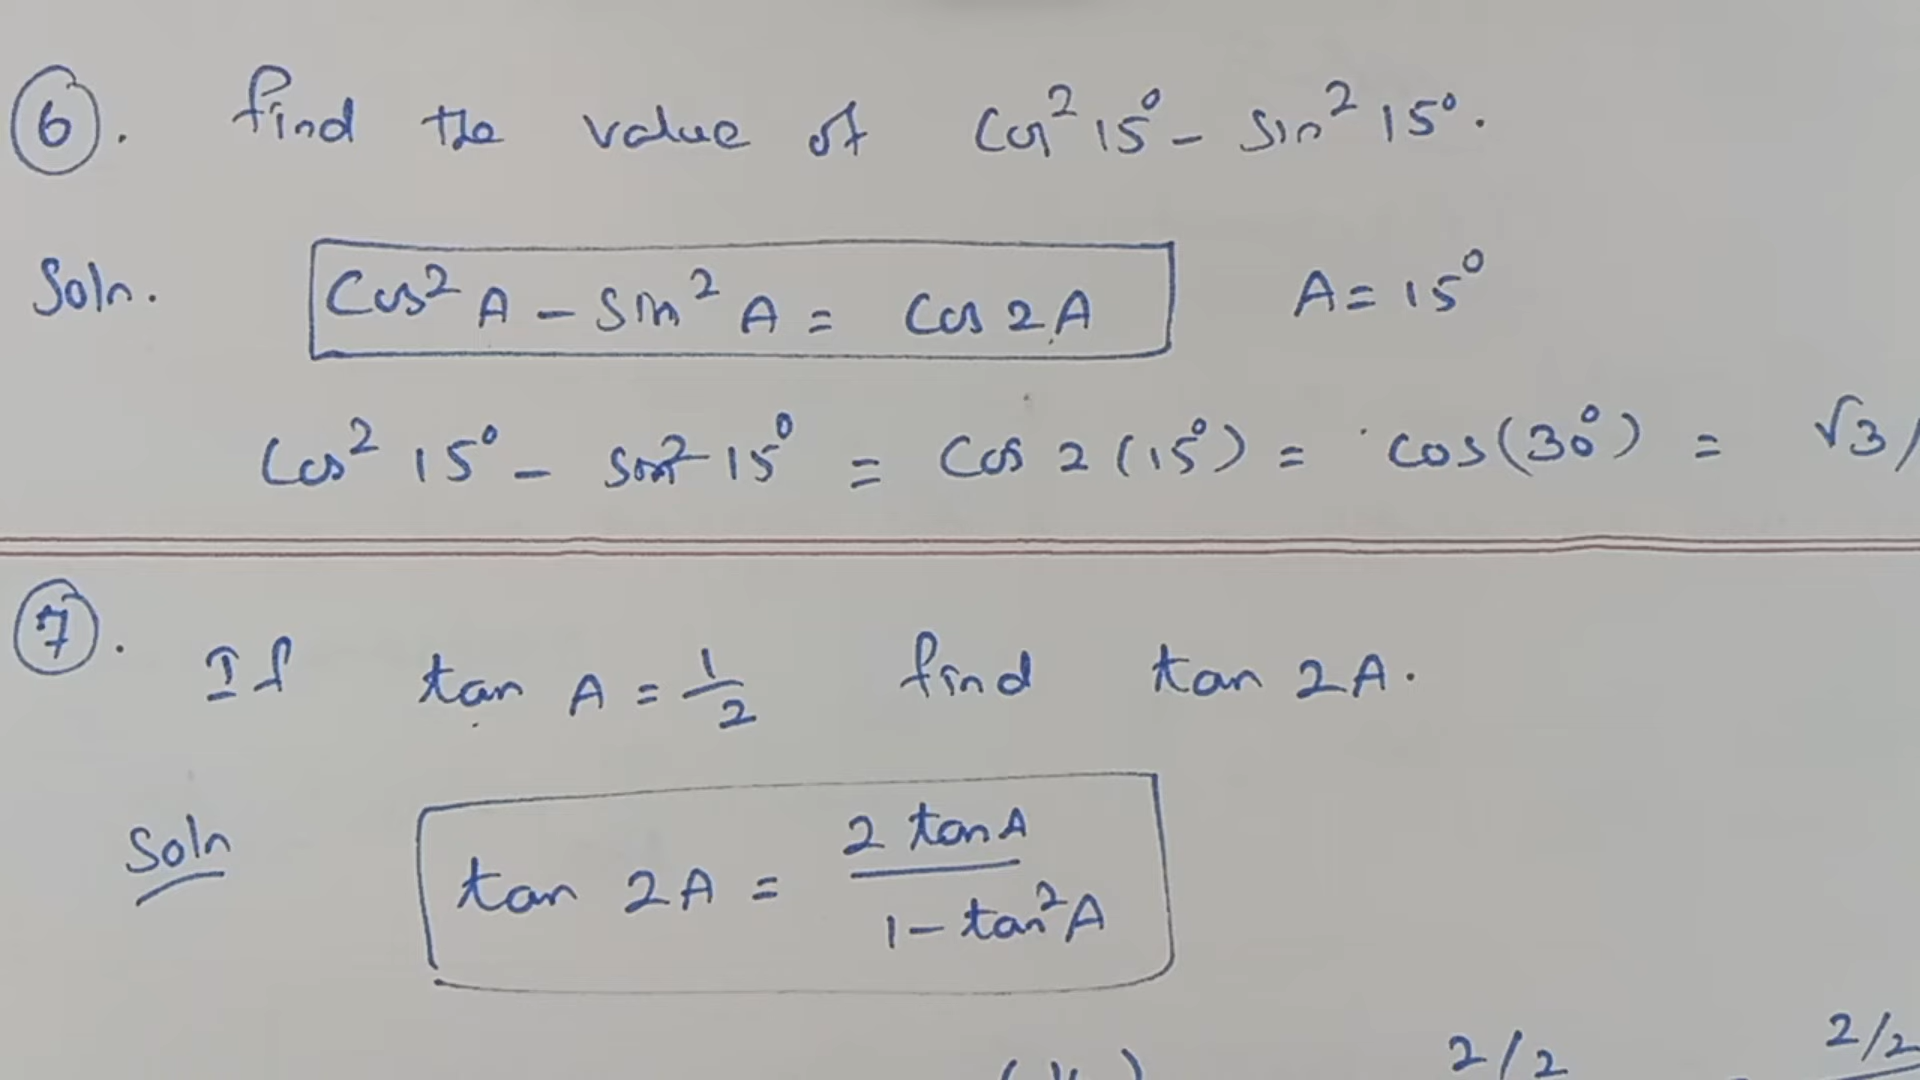 6. find the value of cos² 15° - sin² 15°.
Soln. cos² A - sin² A = cos 2A A = 15°
cos² 15° - sin² 15° = cos 2(15°) = cos(30°) = √3/
7. If tan A = 1/2 find tan 2A.
Soln tan 2A = 2 tan A / 1 - tan² A
2/2 2/2